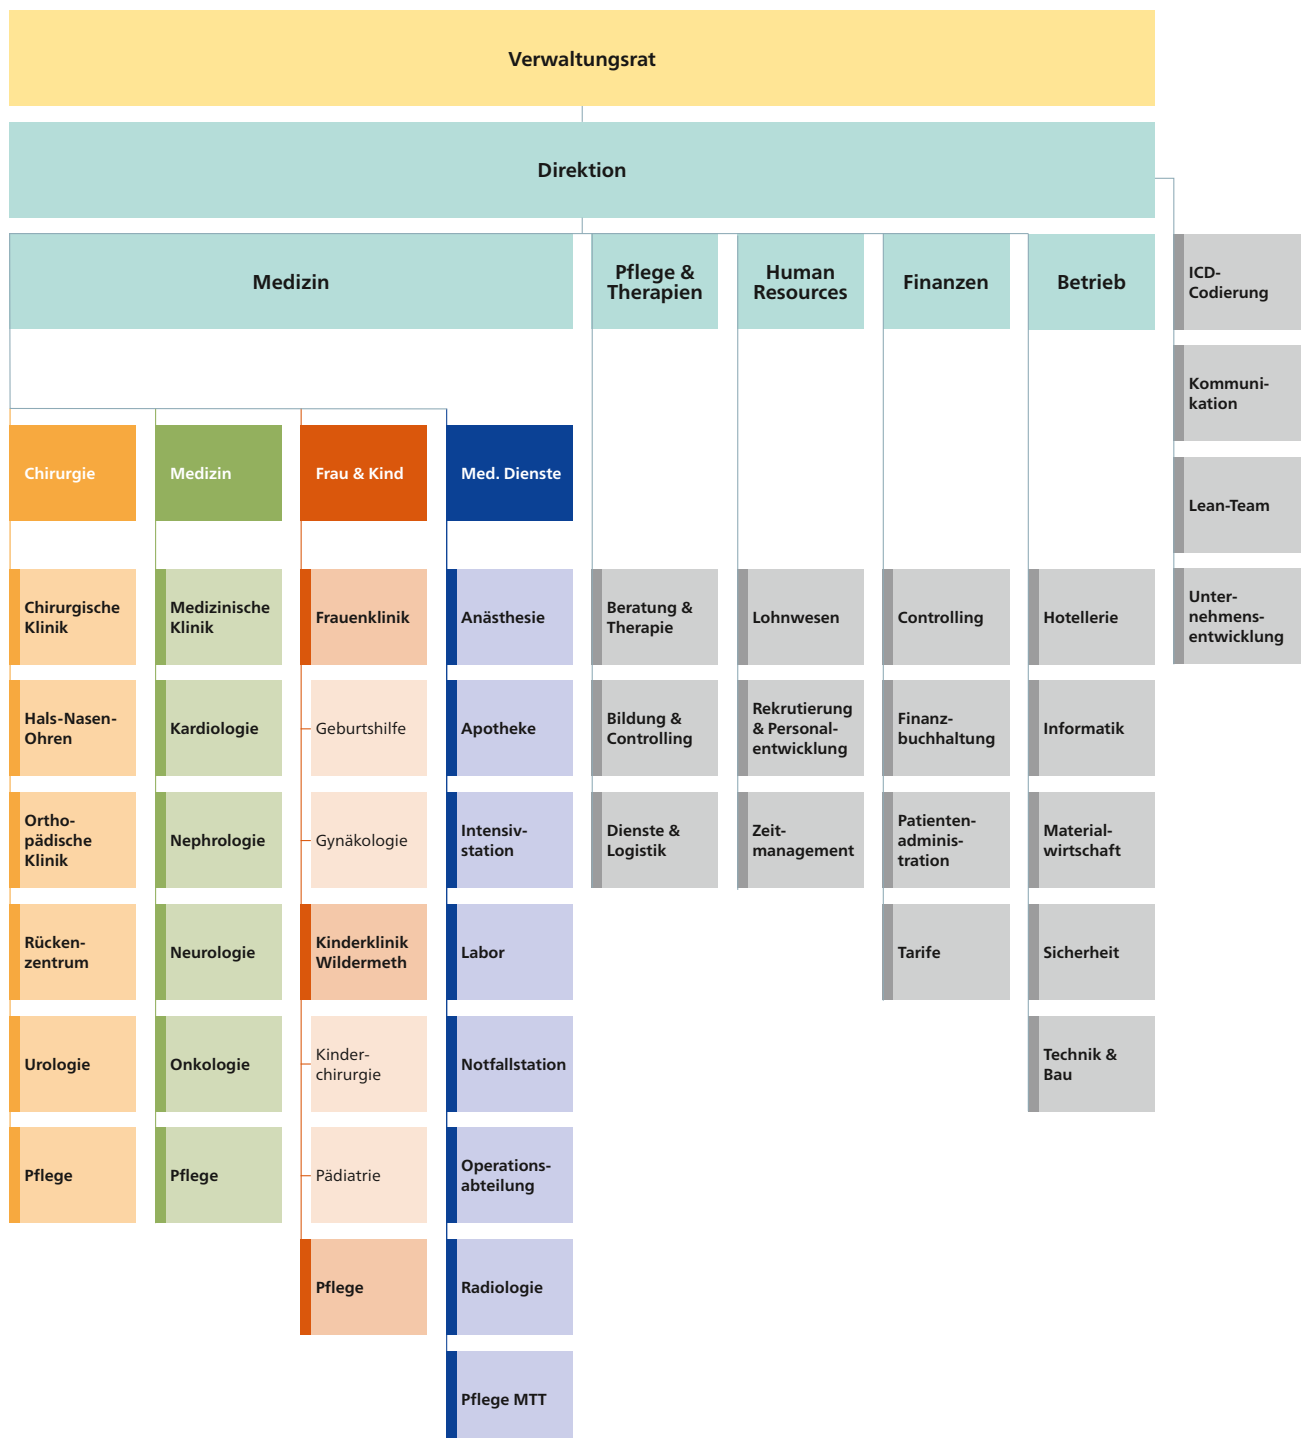 Verwaltungsrat
Direktion
Medizin
Pflege &
Therapien
Human
Resources
Finanzen
Betrieb
ICD-
Codierung
Kommuni-
kation
Lean-Team
Unter-
nehmens-
entwicklung
Chirurgie
Chirurgische
Klinik
Hals-Nasen-
Ohren
Ortho-
pädische
Klinik
Rücken-
zentrum
Urologie
Pflege
Medizin
Medizinische
Klinik
Kardiologie
Nephrologie
Neurologie
Onkologie
Pflege
Frau & Kind
Frauenklinik
Geburtshilfe
Gynäkologie
Kinderklinik
Wildermeth
Kinder-
chirurgie
Pädiatrie
Pflege
Med. Dienste
Anästhesie
Apotheke
Intensiv-
station
Labor
Notfallstation
Operations-
abteilung
Radiologie
Pflege MTT
Beratung &
Therapie
Bildung &
Controlling
Dienste &
Logistik
Lohnwesen
Rekrutierung
& Personal-
entwicklung
Zeit-
management
Controlling
Finanz-
buchhaltung
Patienten-
adminis-
tration
Tarife
Hotellerie
Informatik
Material-
wirtschaft
Sicherheit
Technik &
Bau